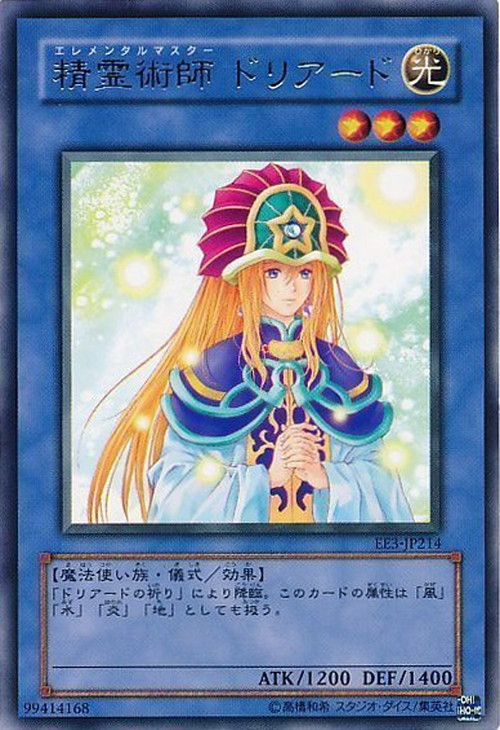 エレメンタルマスター
精霊術師 ドリアード
ひかり
光
EE3-JP214
【魔法使い族・儀式／効果】
「ドリアードの祈り」により降臨。このカードの属性は「風」
「水」「炎」「地」としても扱う。
ATK/1200 DEF/1400
99414168
©高橋和希 スタジオ・ダイス/集英社